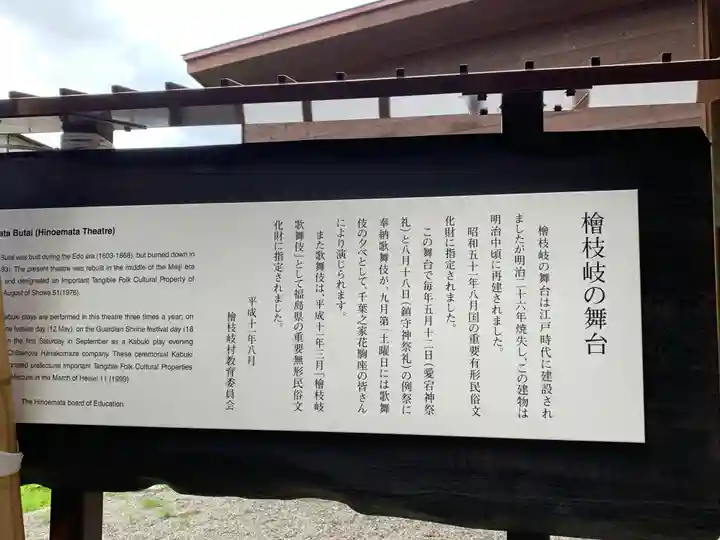 檜枝岐の舞台
檜枝岐の舞台は江戸時代に建設され
ましたが明治二十六年焼失し、この建物は
明治中頃に再建されました。
昭和五十一年八月国の重要有形民俗文
化財に指定されました。
この舞台で毎年五月十二日（愛宕神祭
礼）と八月十八日（鎮守神祭礼）の例祭に
奉納歌舞伎が、九月第一土曜日には歌舞
伎の夕べとして、千葉之家花駒座の皆さん
により演じられます。
また歌舞伎は、平成十一年三月「檜枝岐
歌舞伎」として福島県の重要無形民俗文
化財に指定されました。
平成十一年八月
檜枝岐村教育委員会
ata Butai (Hinoemata Theatre)
Butai was built during the Edo era (1603-1868), but burned down in
93). The present theatre was rebuilt in the middle of the Meiji era
and designated an Important Tangible Folk Cultural Property of
August of Showa 51(1976).
abuki plays are performed in this theatre three times a year; on
ne festive day (12 May), on the Guardian Shrine festival day (18
on the first Saturday in September as a Kabuki play evening
Chibanoya Hanakomaza company. These ceremonial Kabuki
ignated prefectural Important Tangible Folk Cultural Properties
efecture in the March of Heisei 11 (1999)
The Hinoemata board of Education.